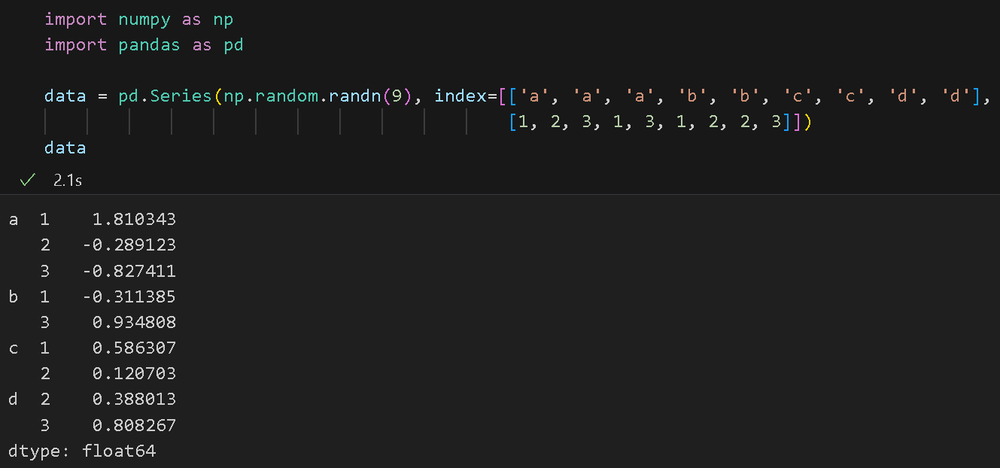 import numpy as np
import pandas as pd
data = pd.Series(np.random.randn(9), index=[['a', 'a', 'a', 'b', 'b', 'c', 'c', 'd', 'd'],
[1, 2, 3, 1, 3, 1, 2, 2, 3]])
data
✓ 2.1s
a 1 1.810343
2 -0.289123
3 -0.827411
b 1 -0.311385
3 0.934808
c 1 0.586307
2 0.120703
d 2 0.388013
3 0.808267
dtype: float64